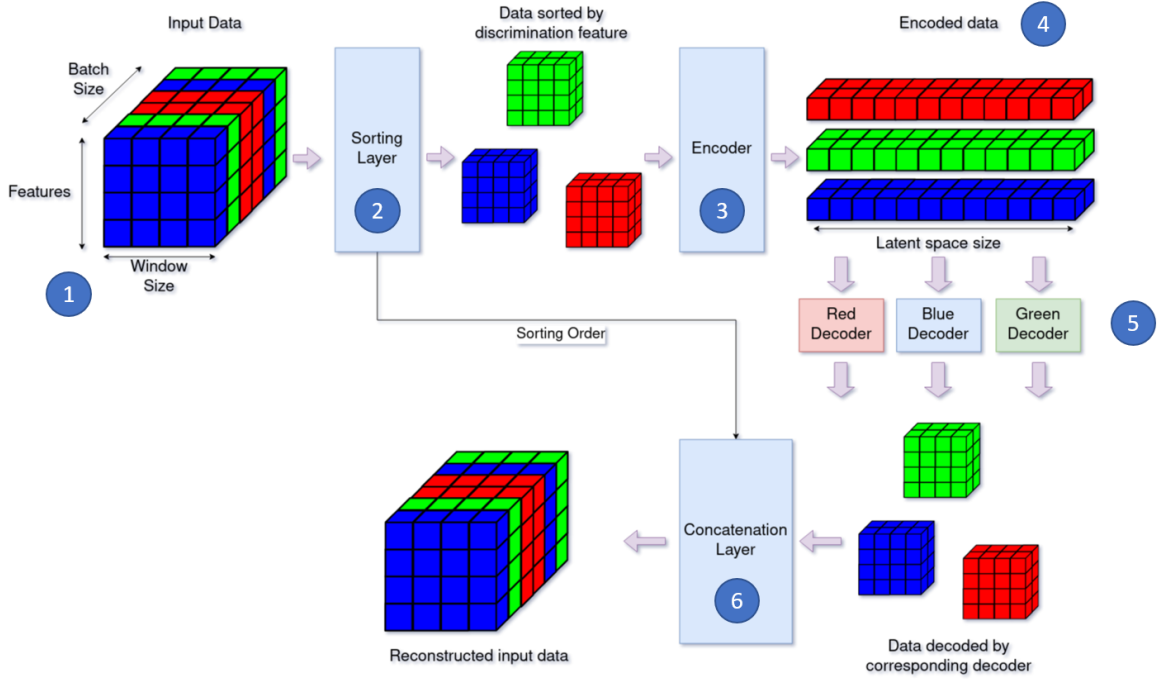 Input Data
Data sorted by
discrimination feature
Encoded data
4
Batch
Size
Features
Window
Size
1
Sorting
Layer
2
Encoder
3
Latent space size
Red
Decoder
Blue
Decoder
Green
Decoder
5
Sorting Order
Concatenation
Layer
6
Reconstructed input data
Data decoded by
corresponding decoder